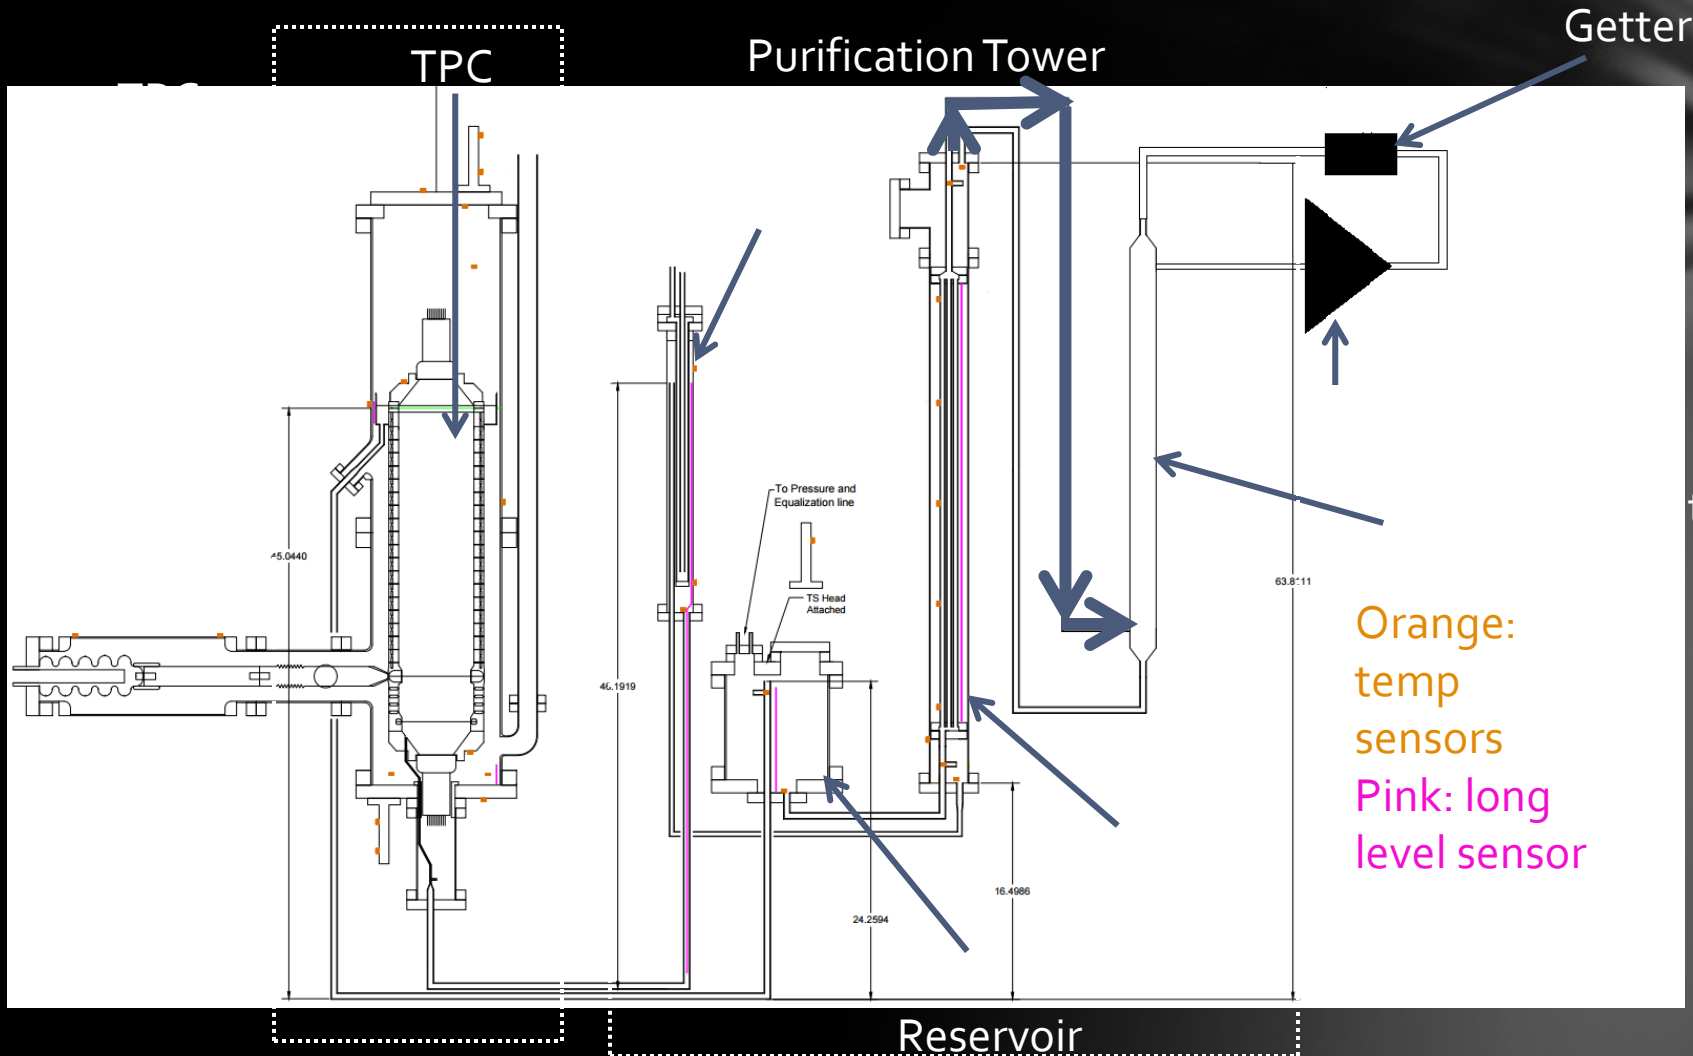 Getter
TPC
Purification Tower
To Pressure and
Equalization line
TS Head
Attached
45.0440
46.1919
24.2594
16.4986
Orange:
temp
sensors
Pink: long
level sensor
Reservoir